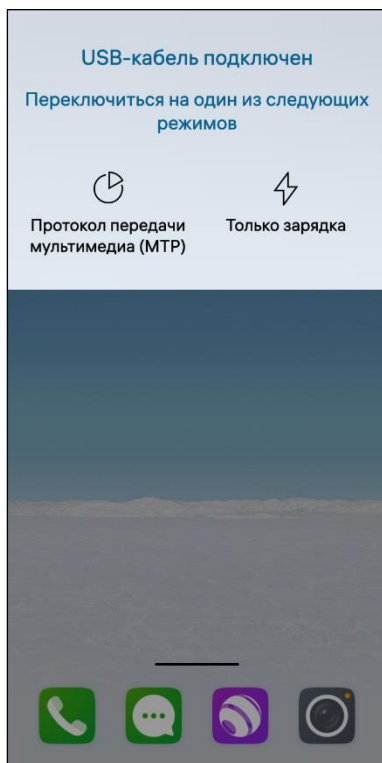 USB-кабель подключен
Переключиться на один из следующих
режимов
Протокол передачи
мультимедиа (MTP)
Только зарядка